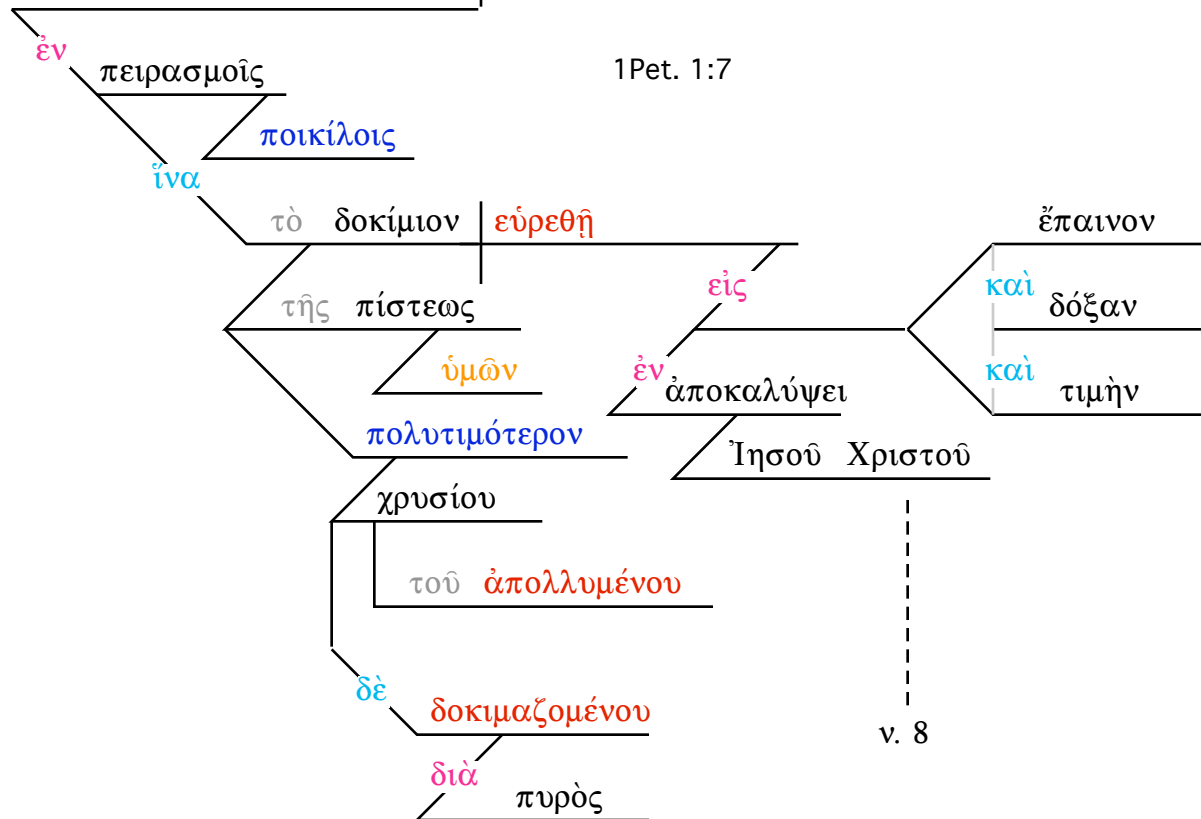 ἐν
πειρασμοῖς
1Pet. 1:7
ποικίλοις
ἵνα
τὸ δοκίμιον εὑρεθῇ ἔπαινον
εἰς καὶ
τῆς πίστεως δόξαν
ὑμῶν ἐν καὶ
ἀποκαλύψει τιμὴν
πολυτιμότερον
Ἰησοῦ Χριστοῦ
χρυσίου
τοῦ ἀπολλυμένου
δὲ
δοκιμαζομένου
v. 8
διὰ
πυρὸς